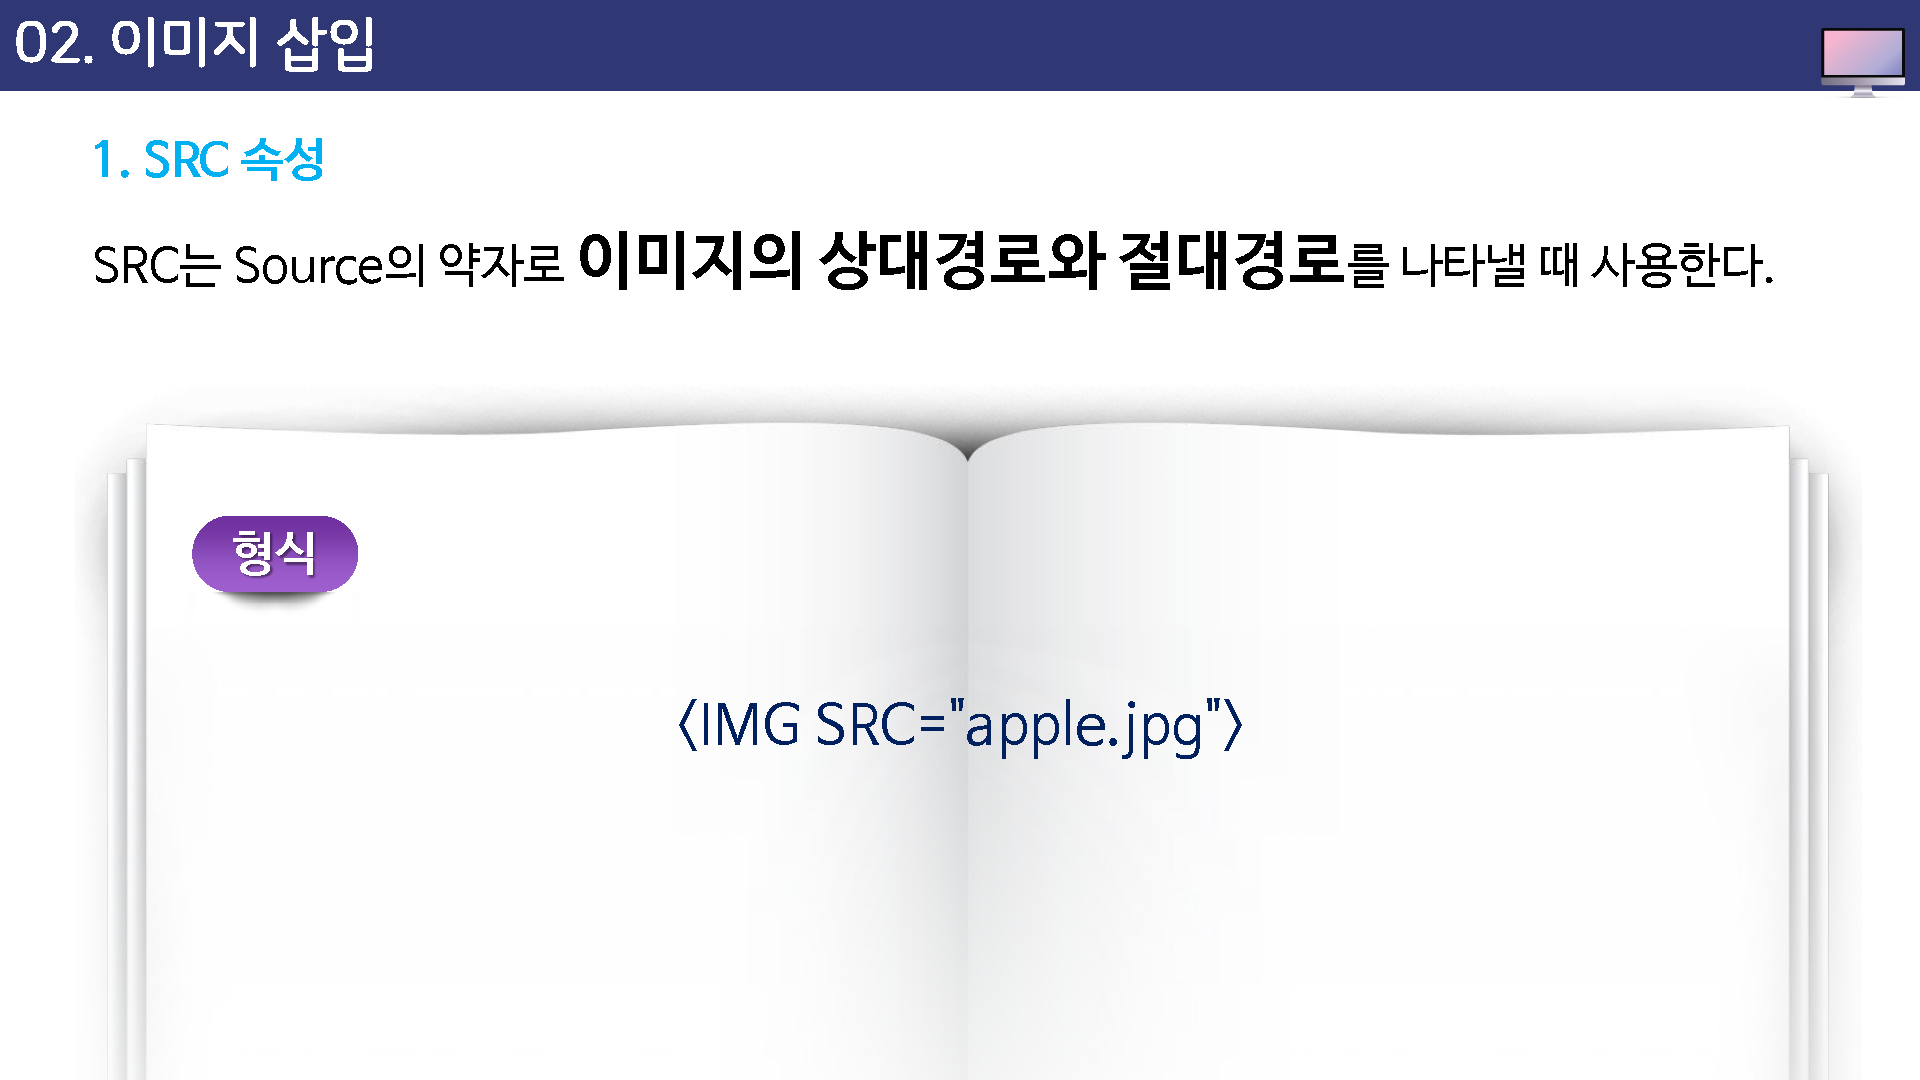 02. 이미지 삽입
1. SRC 속성
SRC는 Source의 약자로 이미지의 상대경로와 절대경로를 나타낼 때 사용한다.
형식
<IMG SRC="apple.jpg">